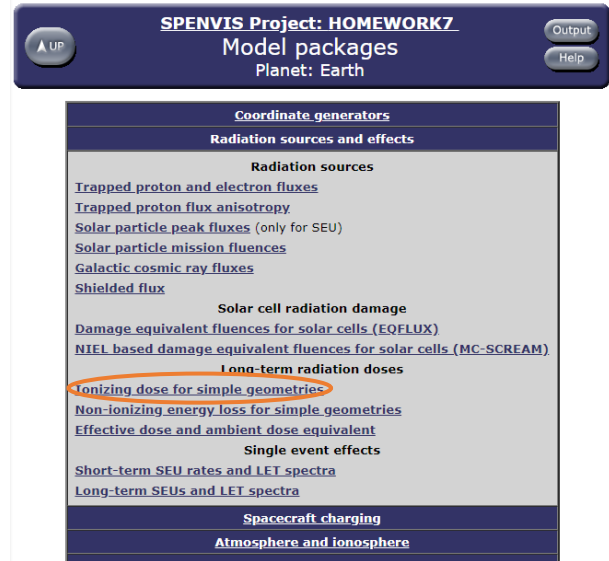 UP
SPENVIS Project: HOMEWORK7
Model packages
Planet: Earth
Output
Help
Coordinate generators
Radiation sources and effects
Radiation sources
Trapped proton and electron fluxes
Trapped proton flux anisotropy
Solar particle peak fluxes (only for SEU)
Solar particle mission fluences
Galactic cosmic ray fluxes
Shielded flux
Solar cell radiation damage
Damage equivalent fluences for solar cells (EQFLUX)
NIEL based damage equivalent fluences for solar cells (MC-SCREAM)
Long-term radiation doses
Ionizing dose for simple geometries
Non-ionizing energy loss for simple geometries
Effective dose and ambient dose equivalent
Single event effects
Short-term SEU rates and LET spectra
Long-term SEUs and LET spectra
Spacecraft charging
Atmosphere and ionosphere